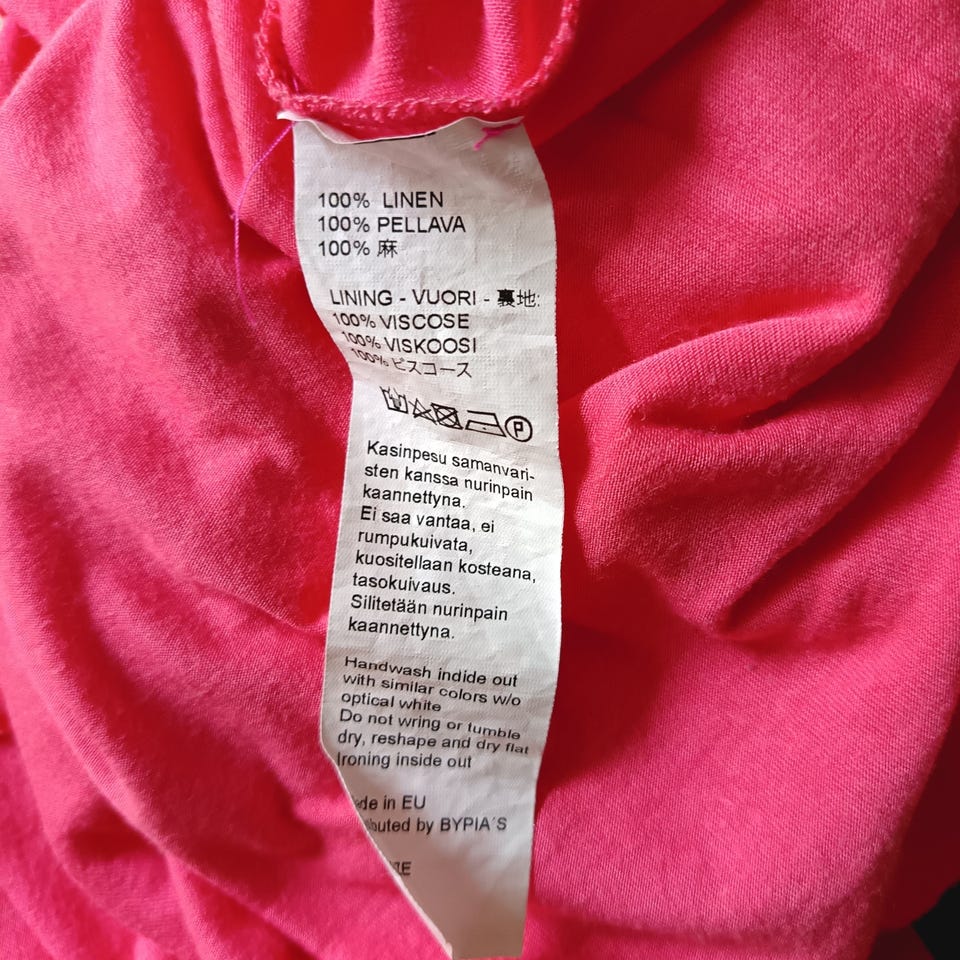 100% LINEN
100% PELLAVA
100% 麻
LINING - VUORI - 裏地:
100% VISCOSE
100% VISKOOSI
100% ビスコース
P
Kasinpesu samanvari-
sten kanssa nurinpain
kaannettyna.
Ei saa vantaa, ei
rumpukuivata,
kuositellaan kosteana,
tasokuivaus.
Silitetään nurinpain
kaannettyna.
Handwash indide out
with similar colors w/o
optical white
Do not wring or tumble
dry, reshape and dry flat
Ironing inside out
in EU
by BYPIA´S